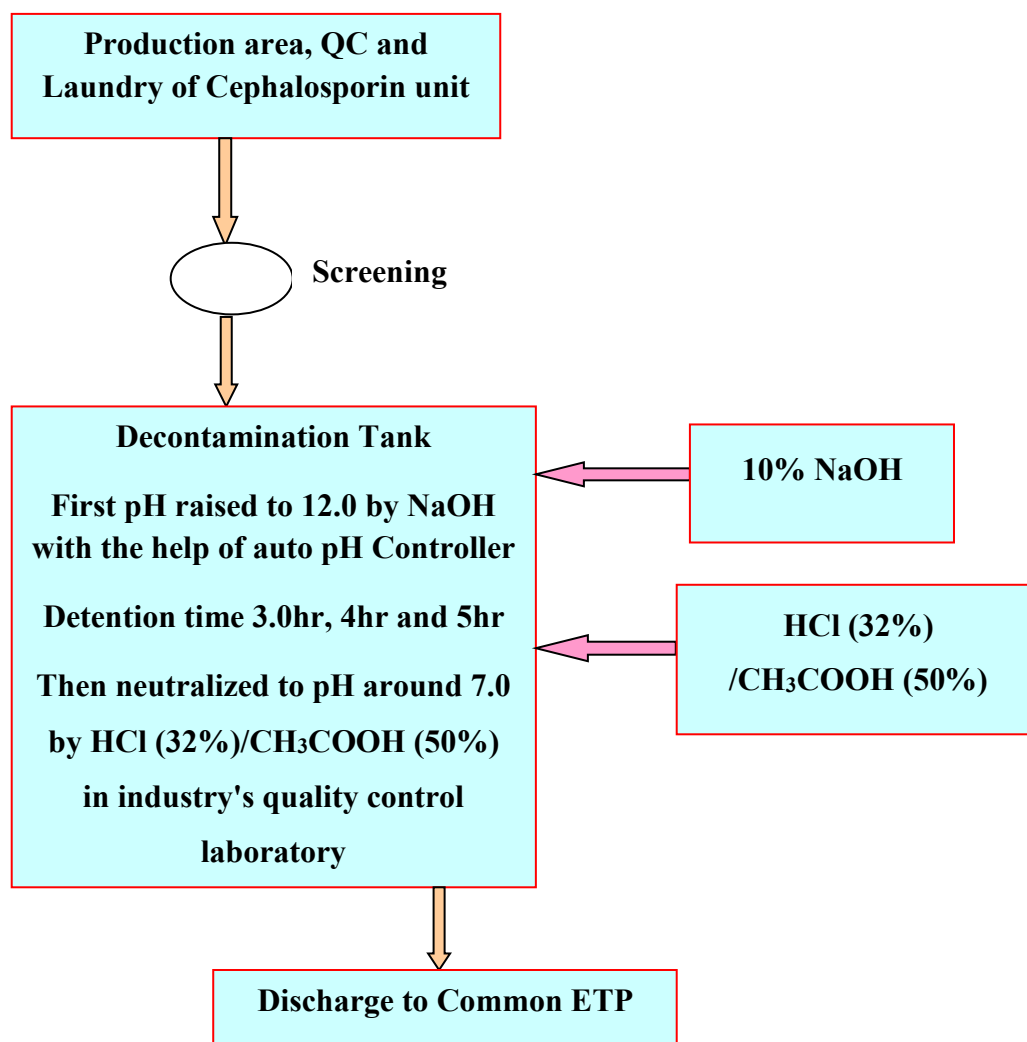 Production area, QC and
Laundry of Cephalosporin unit
Screening
Decontamination Tank
First pH raised to 12.0 by NaOH
with the help of auto pH Controller
Detention time 3.0hr, 4hr and 5hr
Then neutralized to pH around 7.0
by HCl (32%)/CH₃COOH (50%)
in industry's quality control
laboratory
10% NaOH
HCl (32%)
/CH₃COOH (50%)
Discharge to Common ETP